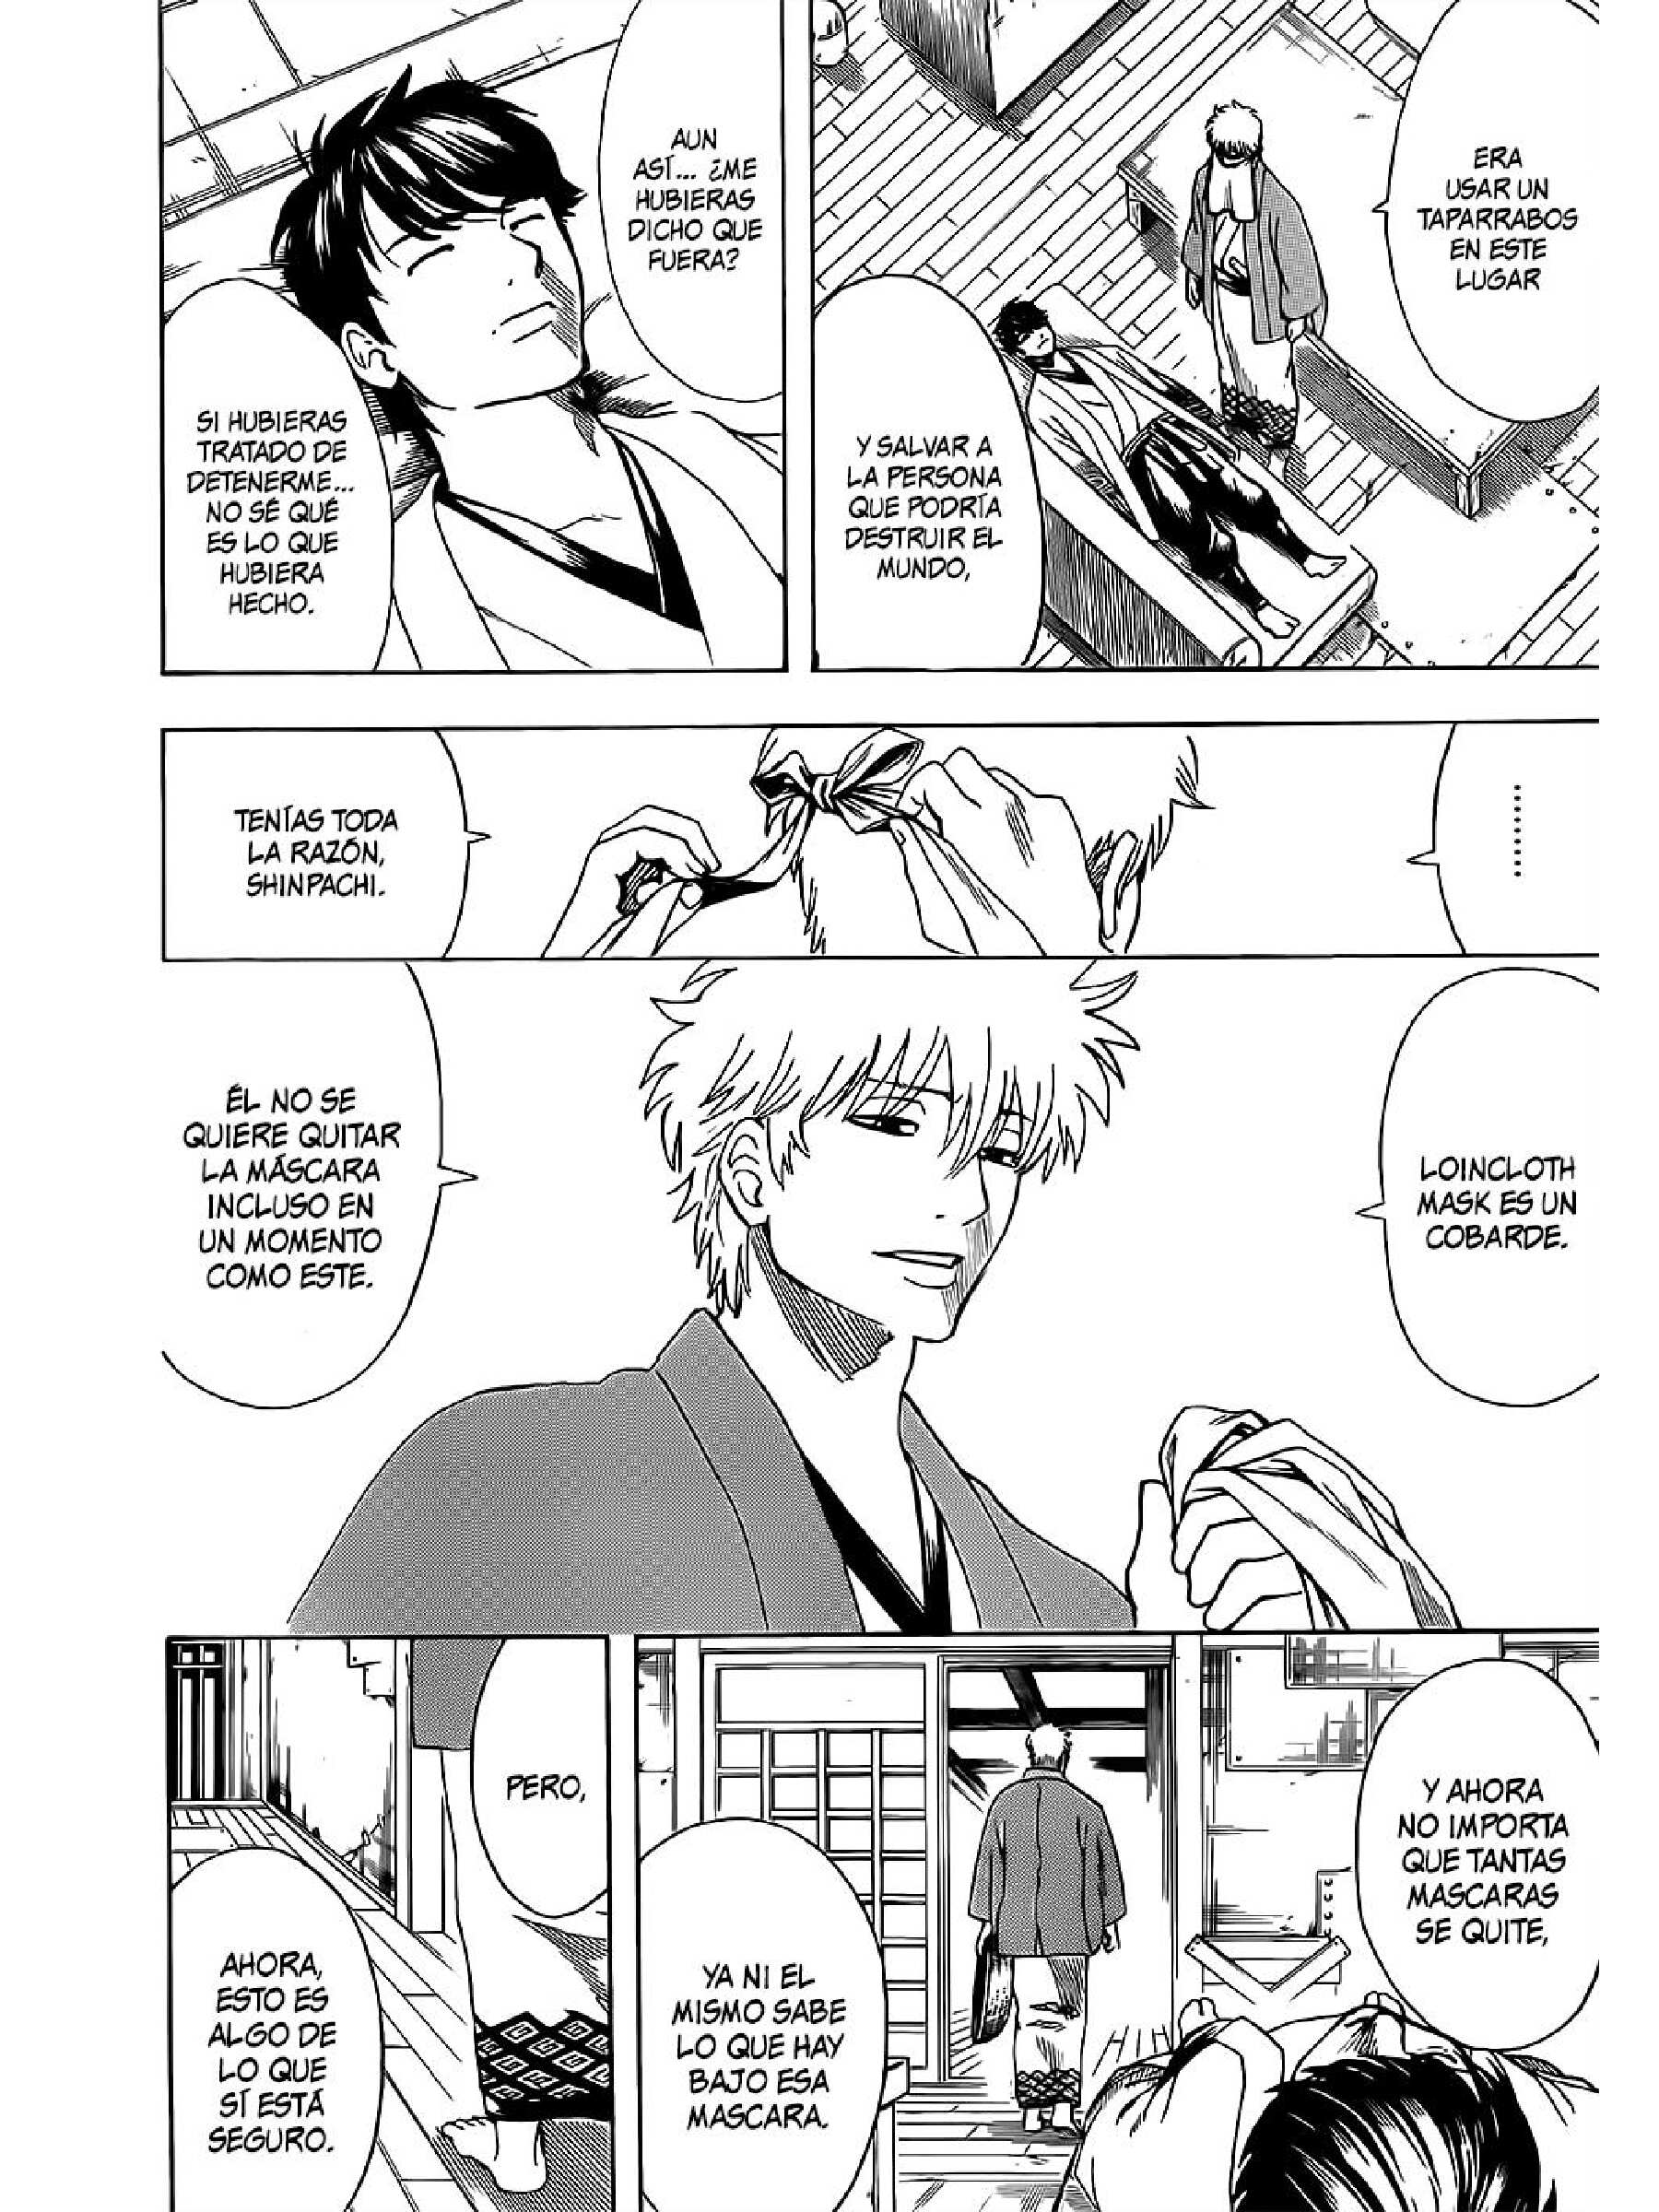 ERA
USAR UN
TAPARRABOS
EN ESTE
LUGAR
Y SALVAR A
LA PERSONA
QUE PODRÍA
DESTRUIR EL
MUNDO,
AUN
ASÍ... ¿ME
HUBIERAS
DICHO QUE
FUERA?
SI HUBIERAS
TRATADO DE
DETENERME...
NO SÉ QUÉ
ES LO QUE
HUBIERA
HECHO.
.........
TENÍAS TODA
LA RAZÓN,
SHINPACHI.
LOINCLOTH
MASK ES UN
COBARDE.
ÉL NO SE
QUIERE QUITAR
LA MÁSCARA
INCLUSO EN
UN MOMENTO
COMO ESTE.
Y AHORA
NO IMPORTA
QUE TANTAS
MASCARAS
SE QUITE,
YA NI EL
MISMO SABE
LO QUE HAY
BAJO ESA
MASCARA.
PERO,
AHORA,
ESTO ES
ALGO DE
LO QUE
SÍ ESTÁ
SEGURO.